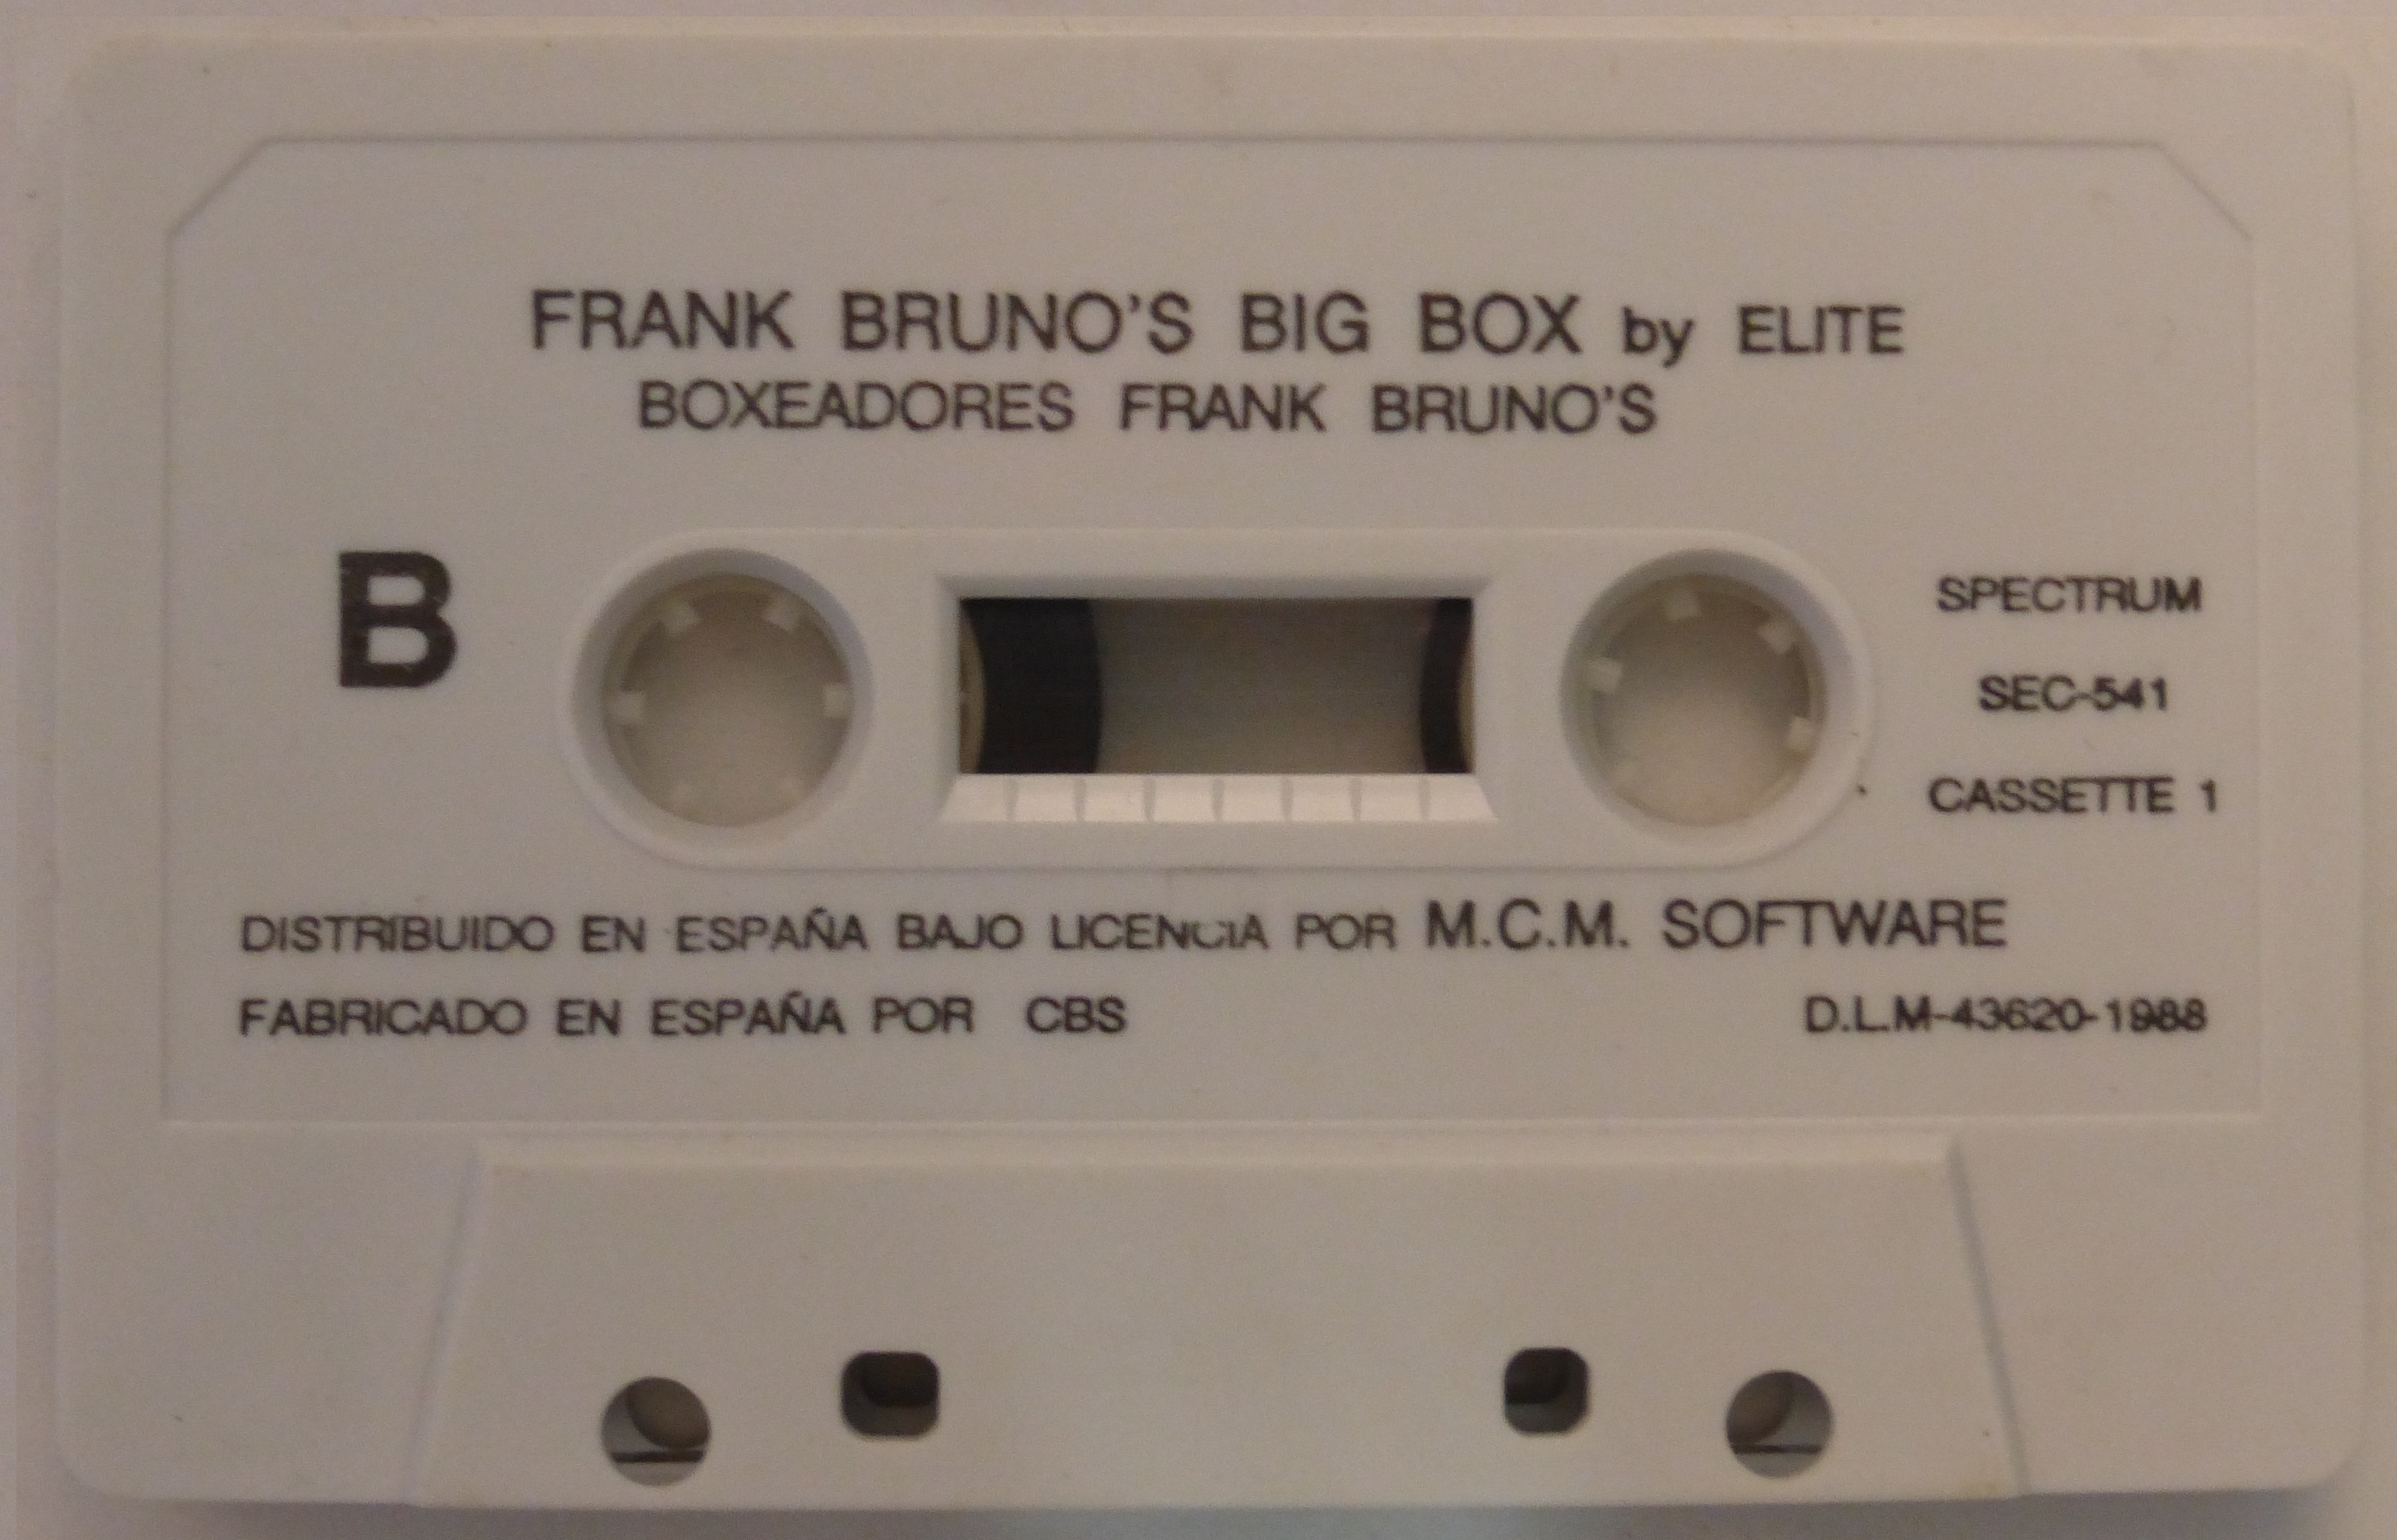 FRANK BRUNO'S BIG BOX by ELITE
BOXEADORES FRANK BRUNO'S
B
SPECTRUM
SEC-541
CASSETTE 1
DISTRIBUIDO EN ESPAÑA BAJO LICENCIA POR M.C.M. SOFTWARE
FABRICADO EN ESPAÑA POR CBS
D.L.M-43620-1988